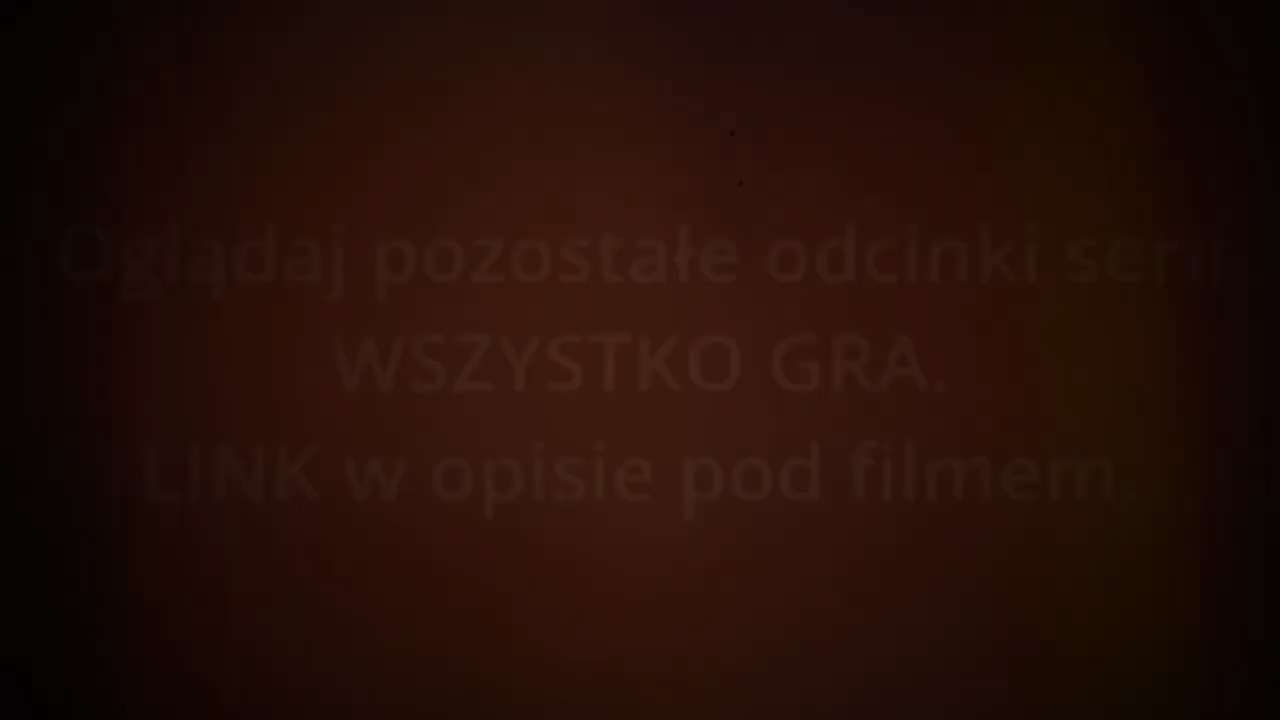 Oglądaj pozostałe odcinki serii
WSZYSTKO GRA.
LINK w opisie pod filmem.